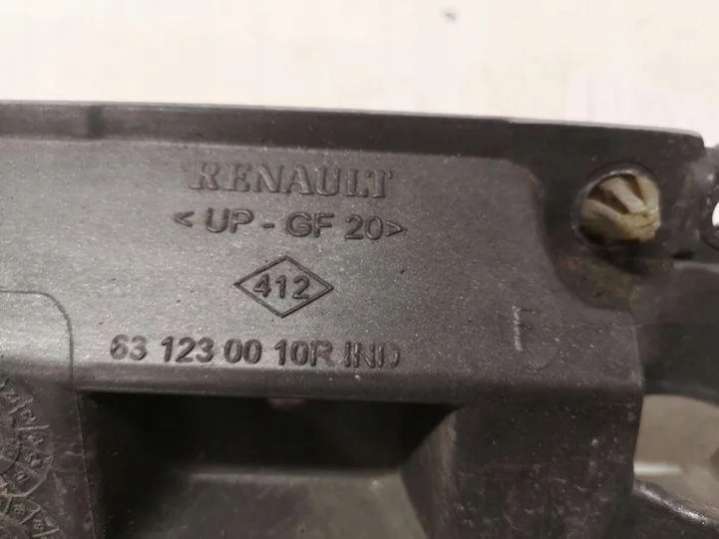 RENAULT
< UP - GF 20>
412
63 123 00 10R IND